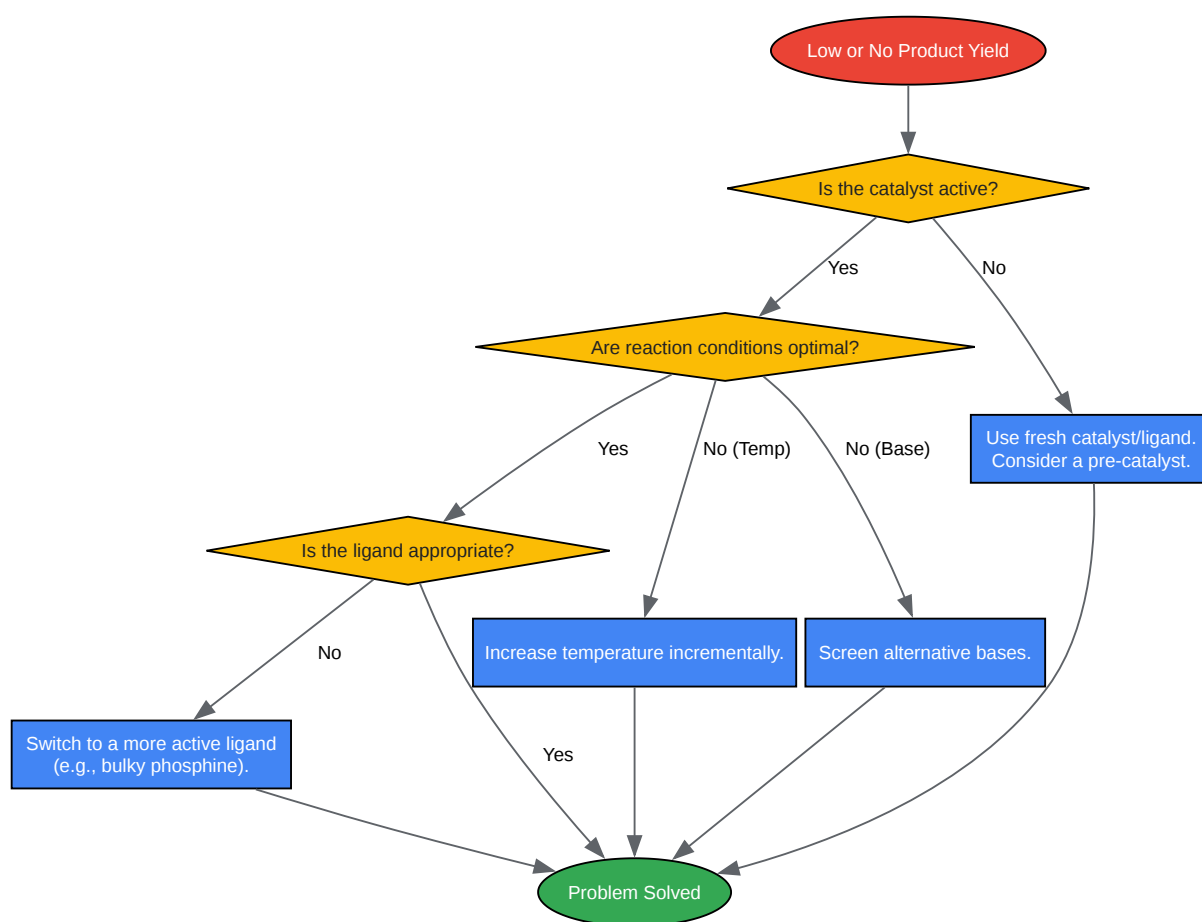 Low or No Product Yield
Is the catalyst active?
Yes
No
Are reaction conditions optimal?
Use fresh catalyst/ligand.
Consider a pre-catalyst.
Yes
No (Temp)
No (Base)
Is the ligand appropriate?
Increase temperature incrementally.
Screen alternative bases.
No
Switch to a more active ligand
(e.g., bulky phosphine).
Yes
Problem Solved